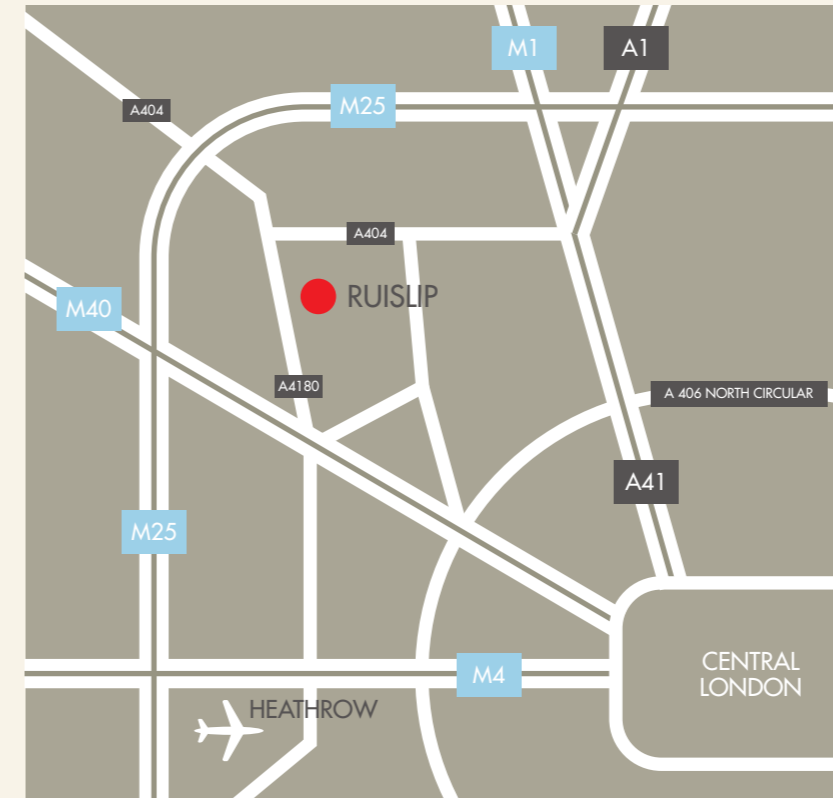 M1
A1
M25
A404
A404
RUISLIP
M40
A4180
A 406 NORTH CIRCULAR
A41
M25
CENTRAL
LONDON
M4
HEATHROW